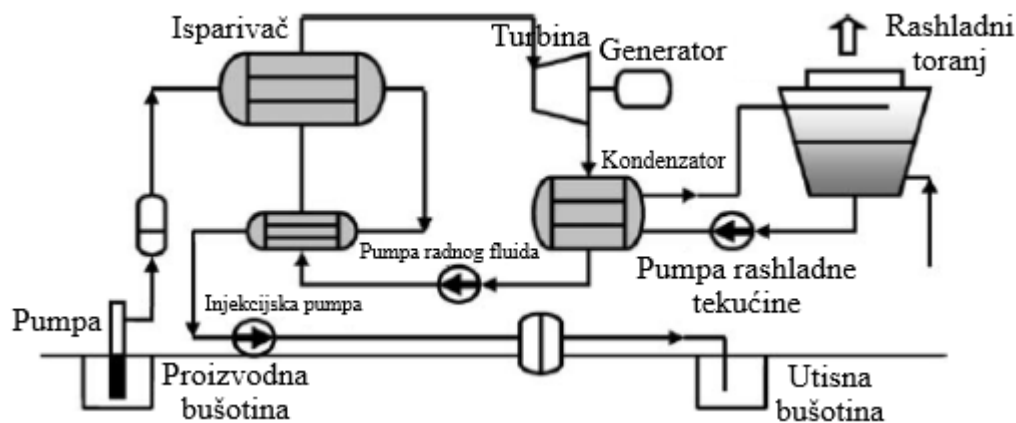 Isparivač
Turbina
Generator
Rashladni
toranj
Kondenzator
Pumpa radnog fluida
Pumpa rashladne
tekućine
Injekcijska pumpa
Pumpa
Proizvodna
bušotina
Utisna
bušotina